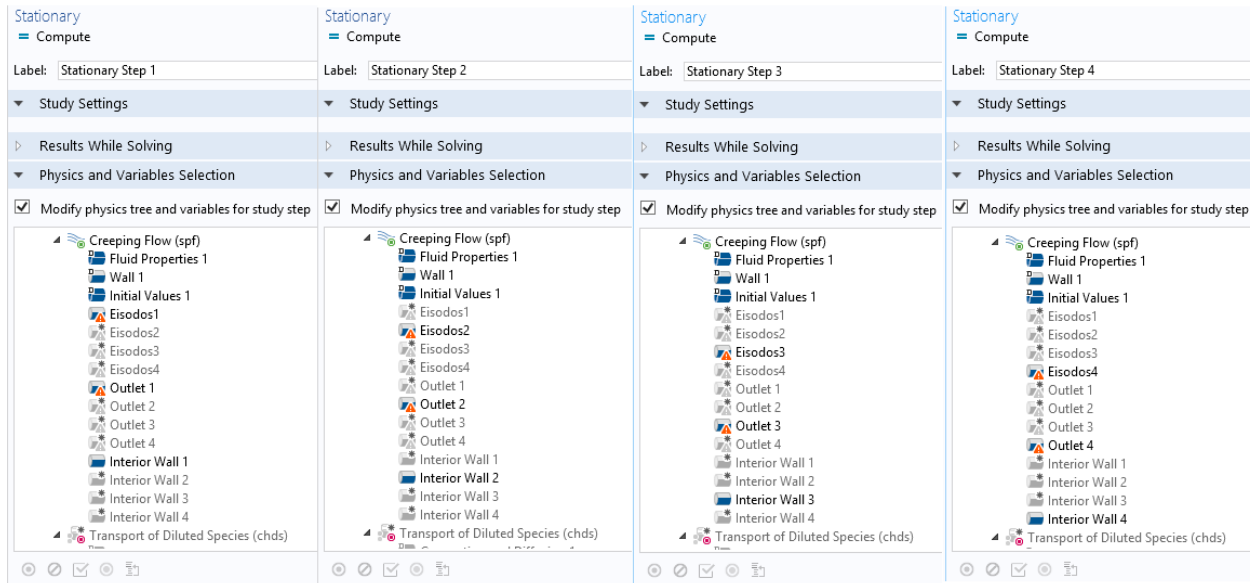 Stationary
= Compute
Label: Stationary Step 1
Study Settings
Results While Solving
Physics and Variables Selection
Modify physics tree and variables for study step
Creeping Flow (spf)
Fluid Properties 1
Wall 1
Initial Values 1
Eisodos1
Eisodos2
Eisodos3
Eisodos4
Outlet 1
Outlet 2
Outlet 3
Outlet 4
Interior Wall 1
Interior Wall 2
Interior Wall 3
Interior Wall 4
Transport of Diluted Species (chds)
Stationary
= Compute
Label: Stationary Step 2
Study Settings
Results While Solving
Physics and Variables Selection
Modify physics tree and variables for study step
Creeping Flow (spf)
Fluid Properties 1
Wall 1
Initial Values 1
Eisodos1
Eisodos2
Eisodos3
Eisodos4
Outlet 1
Outlet 2
Outlet 3
Outlet 4
Interior Wall 1
Interior Wall 2
Interior Wall 3
Interior Wall 4
Transport of Diluted Species (chds)
Stationary
= Compute
Label: Stationary Step 3
Study Settings
Results While Solving
Physics and Variables Selection
Modify physics tree and variables for study step
Creeping Flow (spf)
Fluid Properties 1
Wall 1
Initial Values 1
Eisodos1
Eisodos2
Eisodos3
Eisodos4
Outlet 1
Outlet 2
Outlet 3
Outlet 4
Interior Wall 1
Interior Wall 2
Interior Wall 3
Interior Wall 4
Transport of Diluted Species (chds)
Stationary
= Compute
Label: Stationary Step 4
Study Settings
Results While Solving
Physics and Variables Selection
Modify physics tree and variables for study step
Creeping Flow (spf)
Fluid Properties 1
Wall 1
Initial Values 1
Eisodos1
Eisodos2
Eisodos3
Eisodos4
Outlet 1
Outlet 2
Outlet 3
Outlet 4
Interior Wall 1
Interior Wall 2
Interior Wall 3
Interior Wall 4
Transport of Diluted Species (chds)